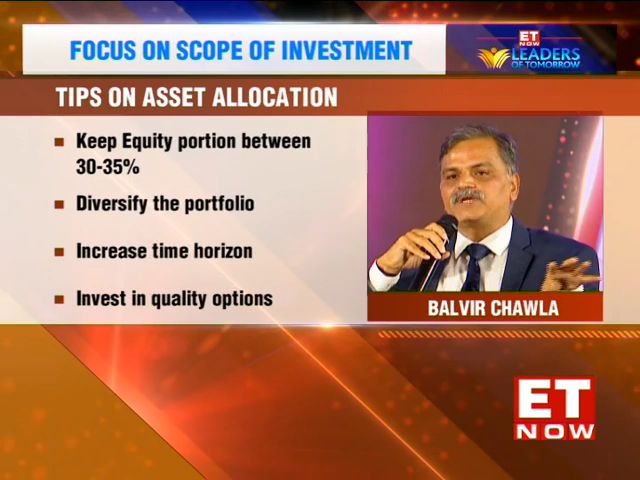 FOCUS ON SCOPE OF INVESTMENT
ET
NOW
LEADERS
OF TOMORROW
TIPS ON ASSET ALLOCATION
Keep Equity portion between
30-35%
Diversify the portfolio
Increase time horizon
Invest in quality options
BALVIR CHAWLA
ET
NOW